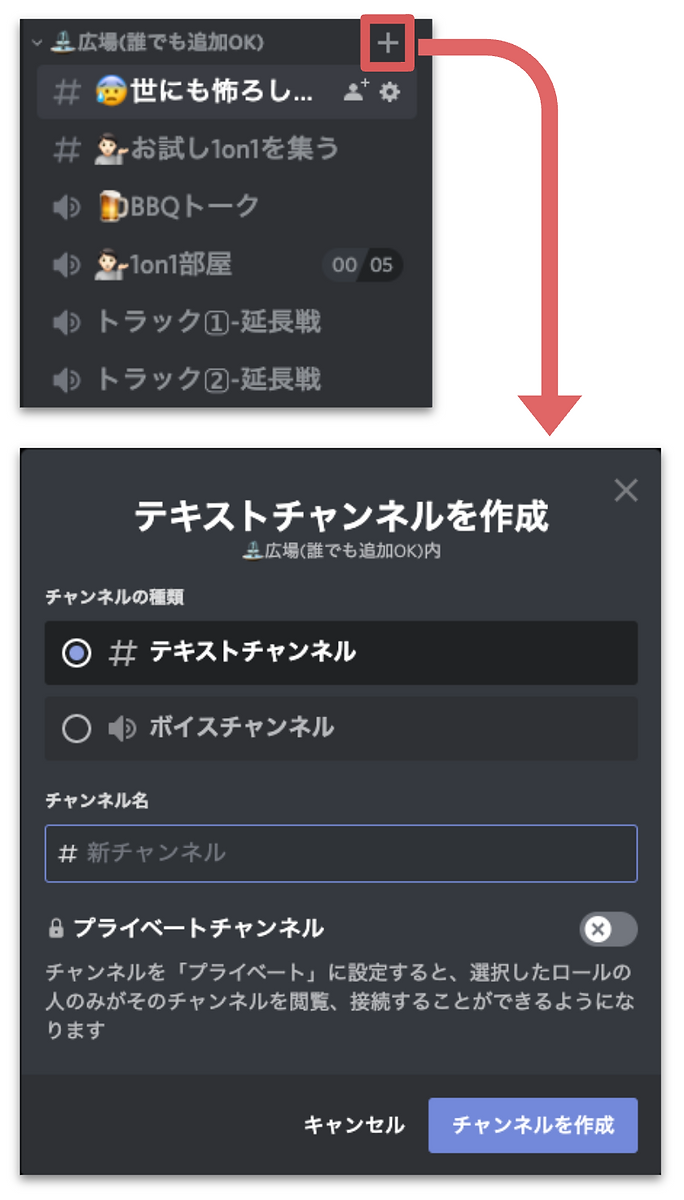 ⛲広場(誰でも追加OK)
# 😰世にも怖ろし...
# 💁🏻お試し1on1を集う
🍺BBQトーク
💁🏻-1on1部屋 00 05
トラック1️⃣-延長戦
トラック2️⃣-延長戦
テキストチャンネルを作成
⛲広場(誰でも追加OK)内
チャンネルの種類
# テキストチャンネル
ボイスチャンネル
チャンネル名
# 新チャンネル
プライベートチャンネル
チャンネルを「プライベート」に設定すると、選択したロールの
人のみがそのチャンネルを閲覧、接続することができるようにな
ります
キャンセル チャンネルを作成